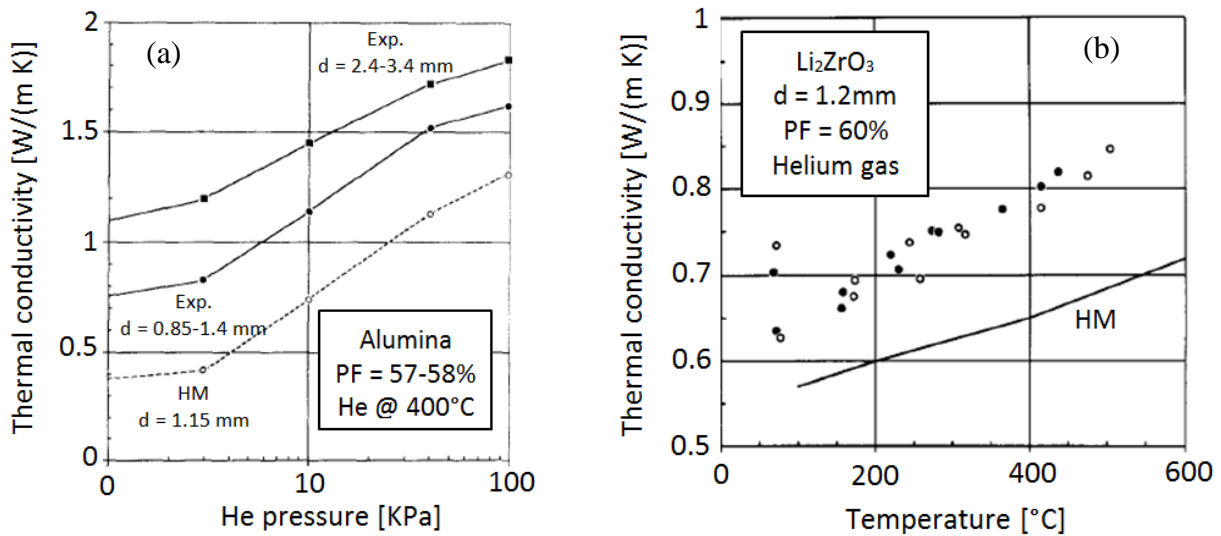 (a)
Thermal conductivity [W/(m K)]
2
1.5
1
0.5
0
Exp.
d = 2.4-3.4 mm
Exp.
d = 0.85-1.4 mm
HM
d = 1.15 mm
Alumina
PF = 57-58%
He @ 400°C
0 10 100
He pressure [KPa]
(b)
Thermal conductivity [W/(m K)]
1
0.9
0.8
0.7
0.6
0.5
Li₂ZrO₃
d = 1.2mm
PF = 60%
Helium gas
HM
0 200 400 600
Temperature [°C]